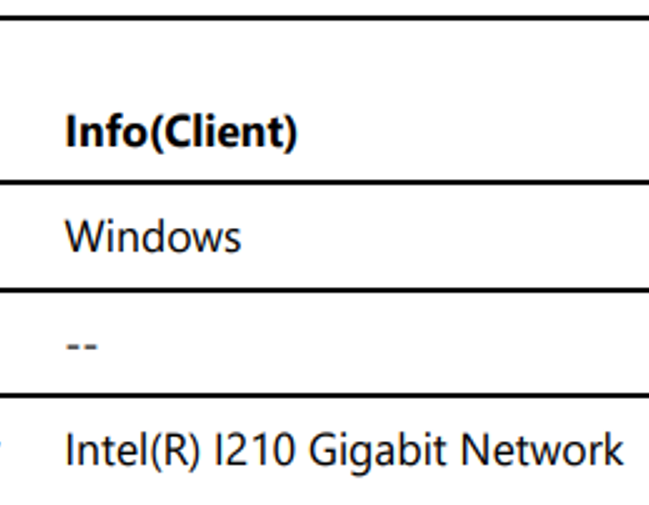 Info(Client)
Windows
--
Intel(R) I210 Gigabit Network